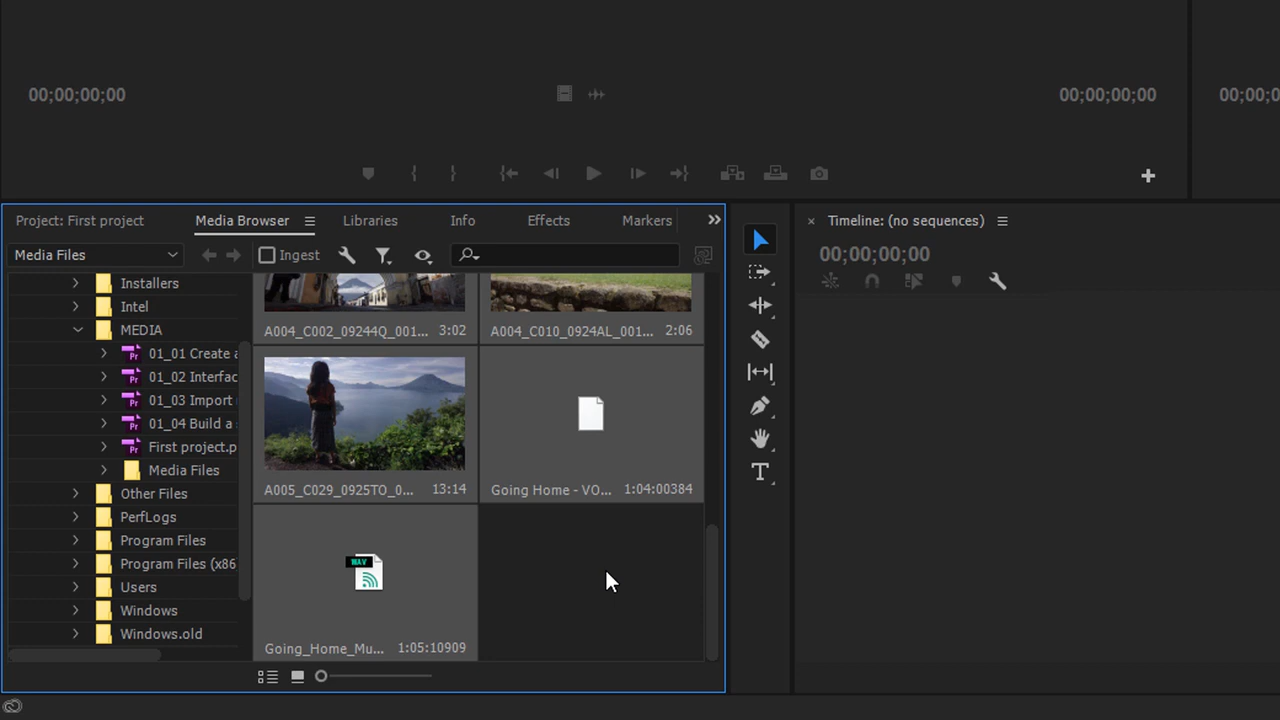 00;00;00;00
00;00;00;00
00;00;0
Project: First project
Media Browser
Libraries
Info
Effects
Markers
Timeline: (no sequences)
Media Files
Ingest
00;00;00;00
Installers
Intel
MEDIA
01_01 Create a
01_02 Interfac
01_03 Import
01_04 Build a
First project.p
Media Files
Other Files
PerfLogs
Program Files
Program Files (x86
Users
Windows
Windows.old
A004_C002_09244Q_001... 3:02
A004_C010_0924AL_001... 2:06
A005_C029_0925TO_0... 13:14
Going Home - VO... 1:04:00384
WAV
Going_Home_Mu... 1:05:10909